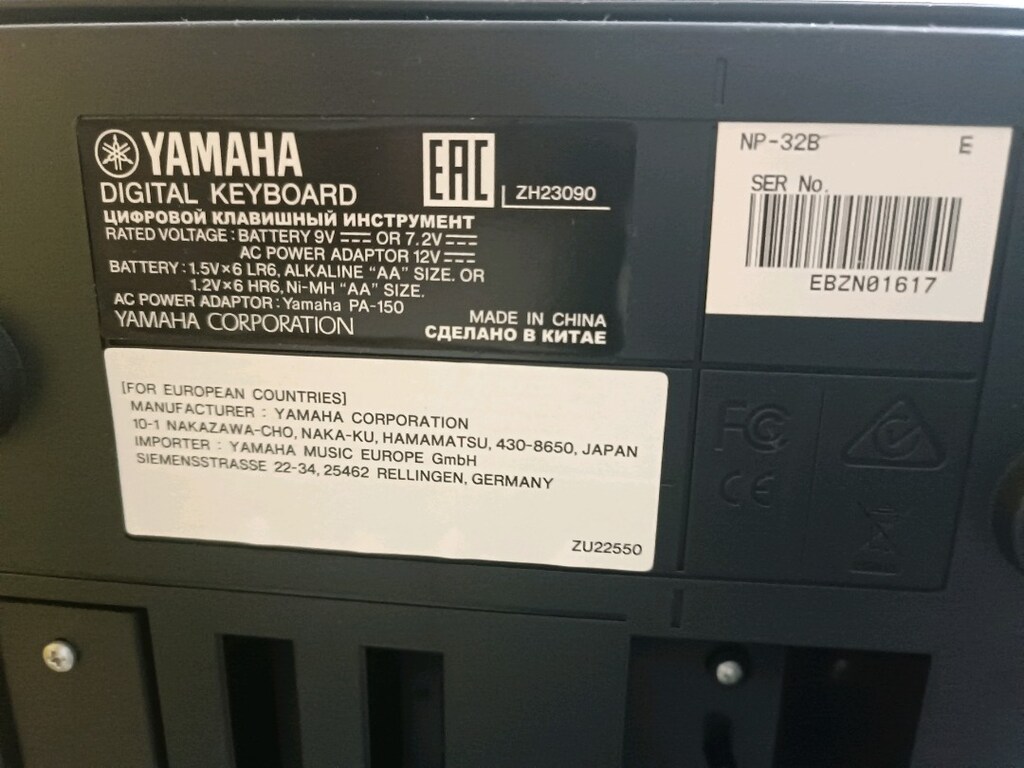 YAMAHA
DIGITAL KEYBOARD
EAC
ZH23090
ЦИФРОВОЙ КЛАВИШНЫЙ ИНСТРУМЕНТ
RATED VOLTAGE : BATTERY 9V ⎓ OR 7.2V ⎓
AC POWER ADAPTOR 12V ⎓
BATTERY : 1.5V×6 LR6, ALKALINE “AA” SIZE. OR
1.2V×6 HR6, Ni-MH “AA” SIZE.
AC POWER ADAPTOR : Yamaha PA-150
YAMAHA CORPORATION
MADE IN CHINA
СДЕЛАНО В КИТАЕ
NP-32B E
SER No.
EBZN01617
[FOR EUROPEAN COUNTRIES]
MANUFACTURER : YAMAHA CORPORATION
10-1 NAKAZAWA-CHO, NAKA-KU, HAMAMATSU, 430-8650, JAPAN
IMPORTER : YAMAHA MUSIC EUROPE GmbH
SIEMENSSTRASSE 22-34, 25462 RELLINGEN, GERMANY
ZU22550
FC
CE